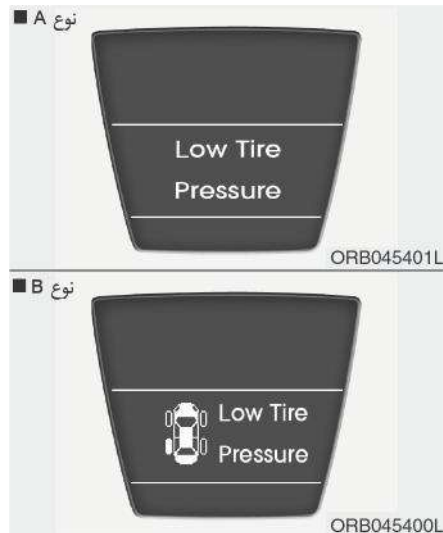 ■ A نوع
Low Tire
Pressure
ORB045401L
■ B نوع
Low Tire
Pressure
ORB045400L